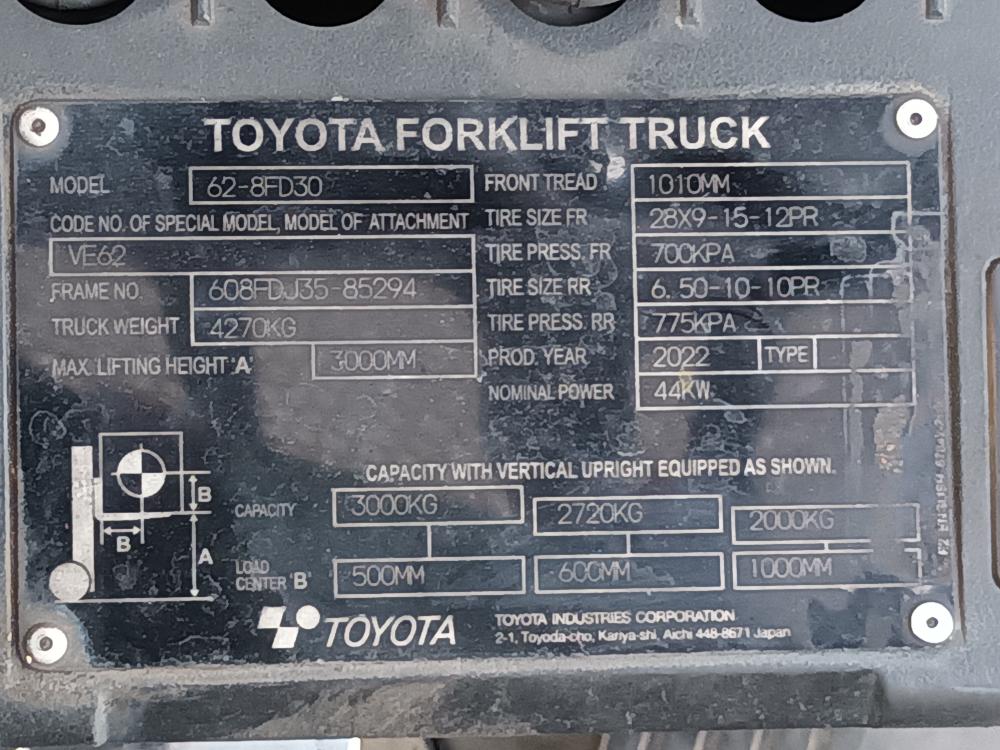 TOYOTA FORKLIFT TRUCK
MODEL 62-8FD30
CODE NO. OF SPECIAL MODEL, MODEL OF ATTACHMENT
VE62
FRAME NO. 608FDJ35-85294
TRUCK WEIGHT 4270KG
MAX. LIFTING HEIGHT 'A' 3000MM
FRONT TREAD 1010MM
TIRE SIZE FR 28X9-15-12PR
TIRE PRESS. FR 700KPA
TIRE SIZE RR 6.50-10-10PR
TIRE PRESS. RR 775KPA
PROD. YEAR 2022 TYPE
NOMINAL POWER 44KW
CAPACITY WITH VERTICAL UPRIGHT EQUIPPED AS SHOWN.
B
B
A
CAPACITY 3000KG 2720KG 2000KG
LOAD
CENTER 'B' 500MM 600MM 1000MM
TOYOTA
TOYOTA INDUSTRIES CORPORATION
2-1, Toyoda-cho, Kariya-shi, Aichi 448-8671 Japan
ENGLISH